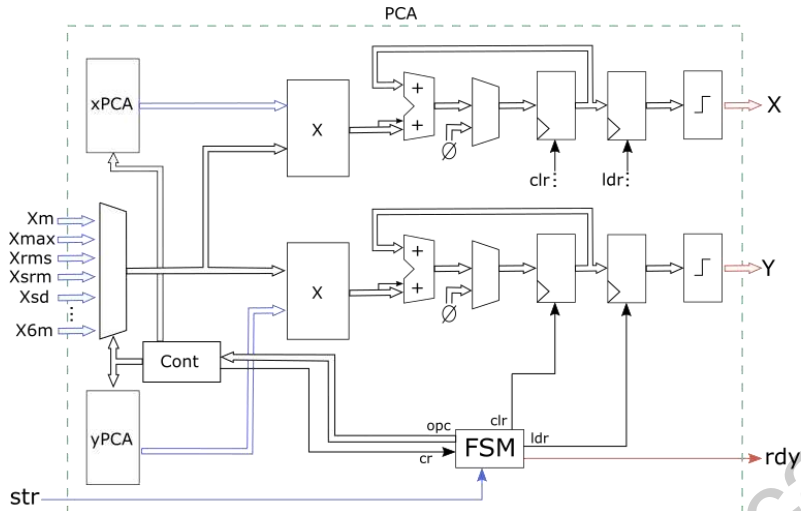 PCA
xPCA
X
+
+
Ø
clr
ldr
X
Xm
Xmax
Xrms
Xsrm
Xsd
X6m
X
+
+
Ø
Y
Cont
yPCA
opc
clr
ldr
cr
FSM
rdy
str